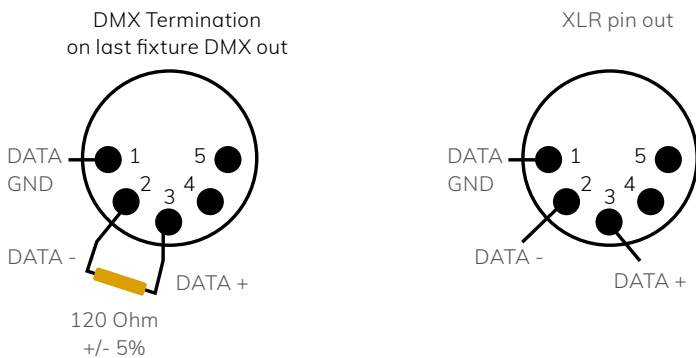 DMX Termination
on last fixture DMX out
DATA
GND
1
2
3
4
5
DATA -
DATA +
120 Ohm
+/- 5%
XLR pin out
DATA
GND
1
2
3
4
5
DATA -
DATA +